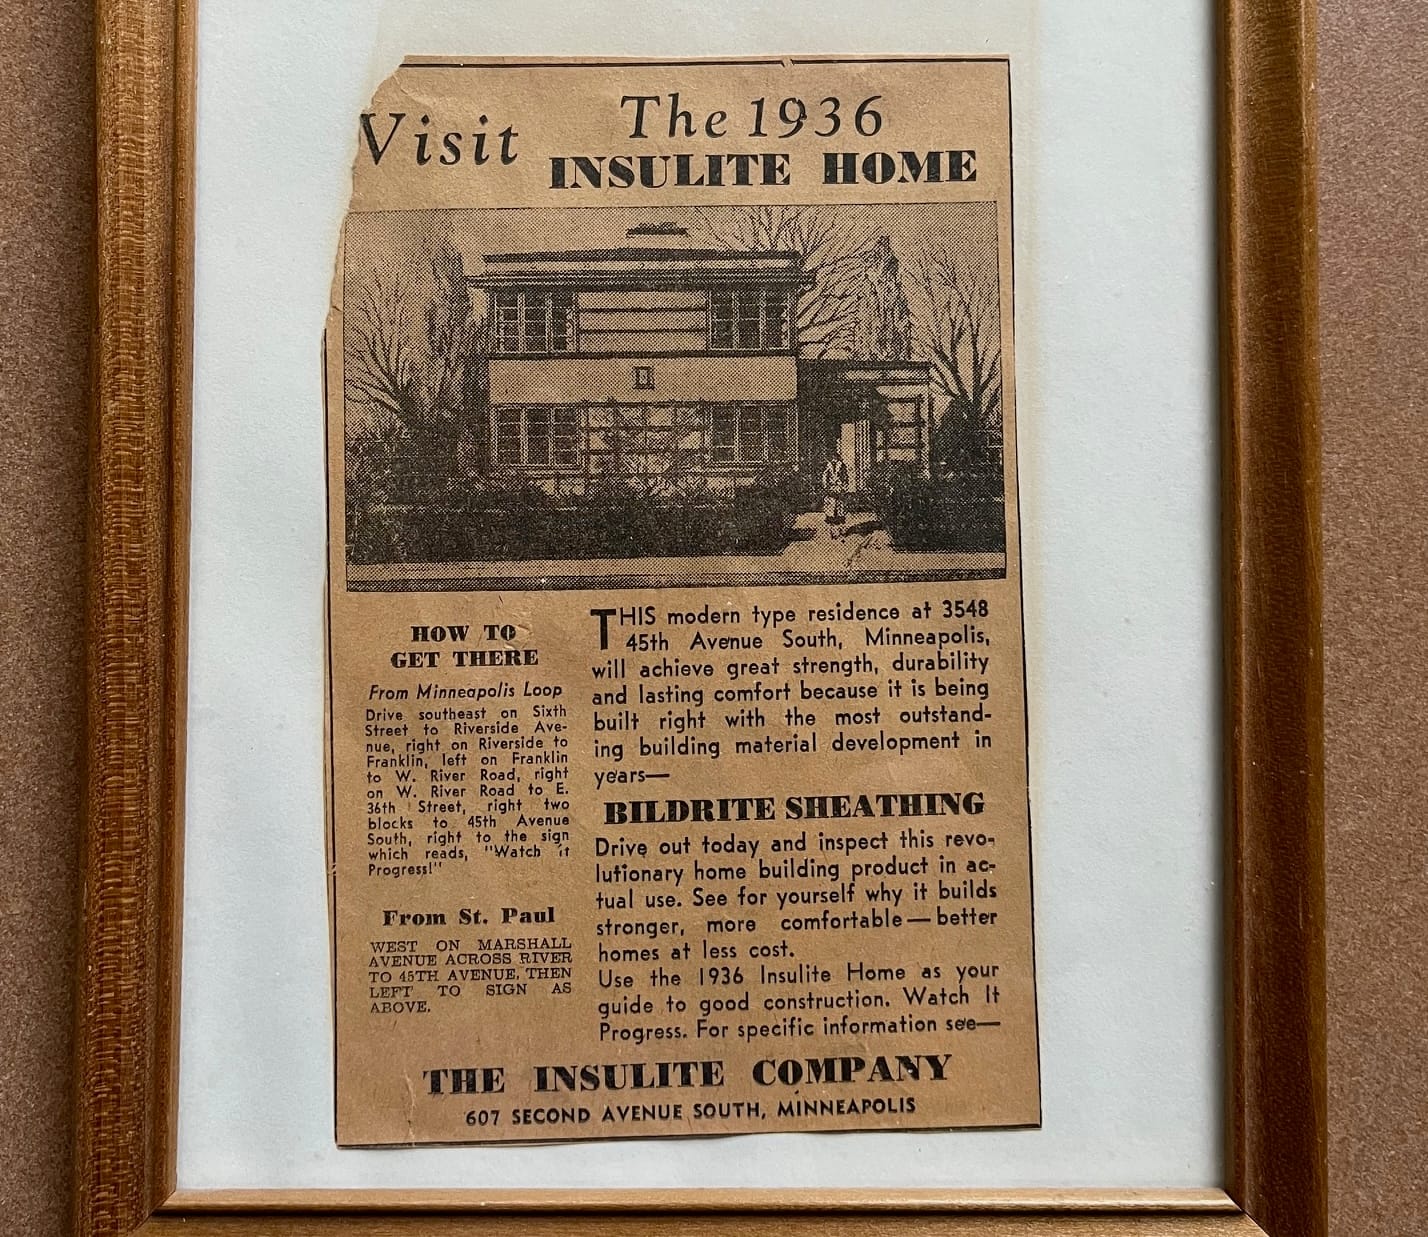 Visit
The 1936
INSULITE HOME
HOW TO
GET THERE
From Minneapolis Loop
Drive southeast on Sixth
Street to Riverside Ave-
nue, right on Riverside to
Franklin, left on Franklin
to W. River Road, right
on W. River Road to E.
36th Street, right two
blocks to 45th Avenue
South, right to the sign
which reads, "Watch it
Progress!"
From St. Paul
WEST ON MARSHALL
AVENUE ACROSS RIVER
TO 45TH AVENUE, THEN
LEFT TO SIGN AS
ABOVE.
THIS modern type residence at 3548
45th Avenue South, Minneapolis,
will achieve great strength, durability
and lasting comfort because it is being
built right with the most outstand-
ing building material development in
years—
BILDRITE SHEATHING
Drive out today and inspect this revo-
lutionary home building product in ac-
tual use. See for yourself why it builds
stronger, more comfortable—better
homes at less cost.
Use the 1936 Insulite Home as your
guide to good construction. Watch It
Progress. For specific information see—
THE INSULITE COMPANY
607 SECOND AVENUE SOUTH, MINNEAPOLIS